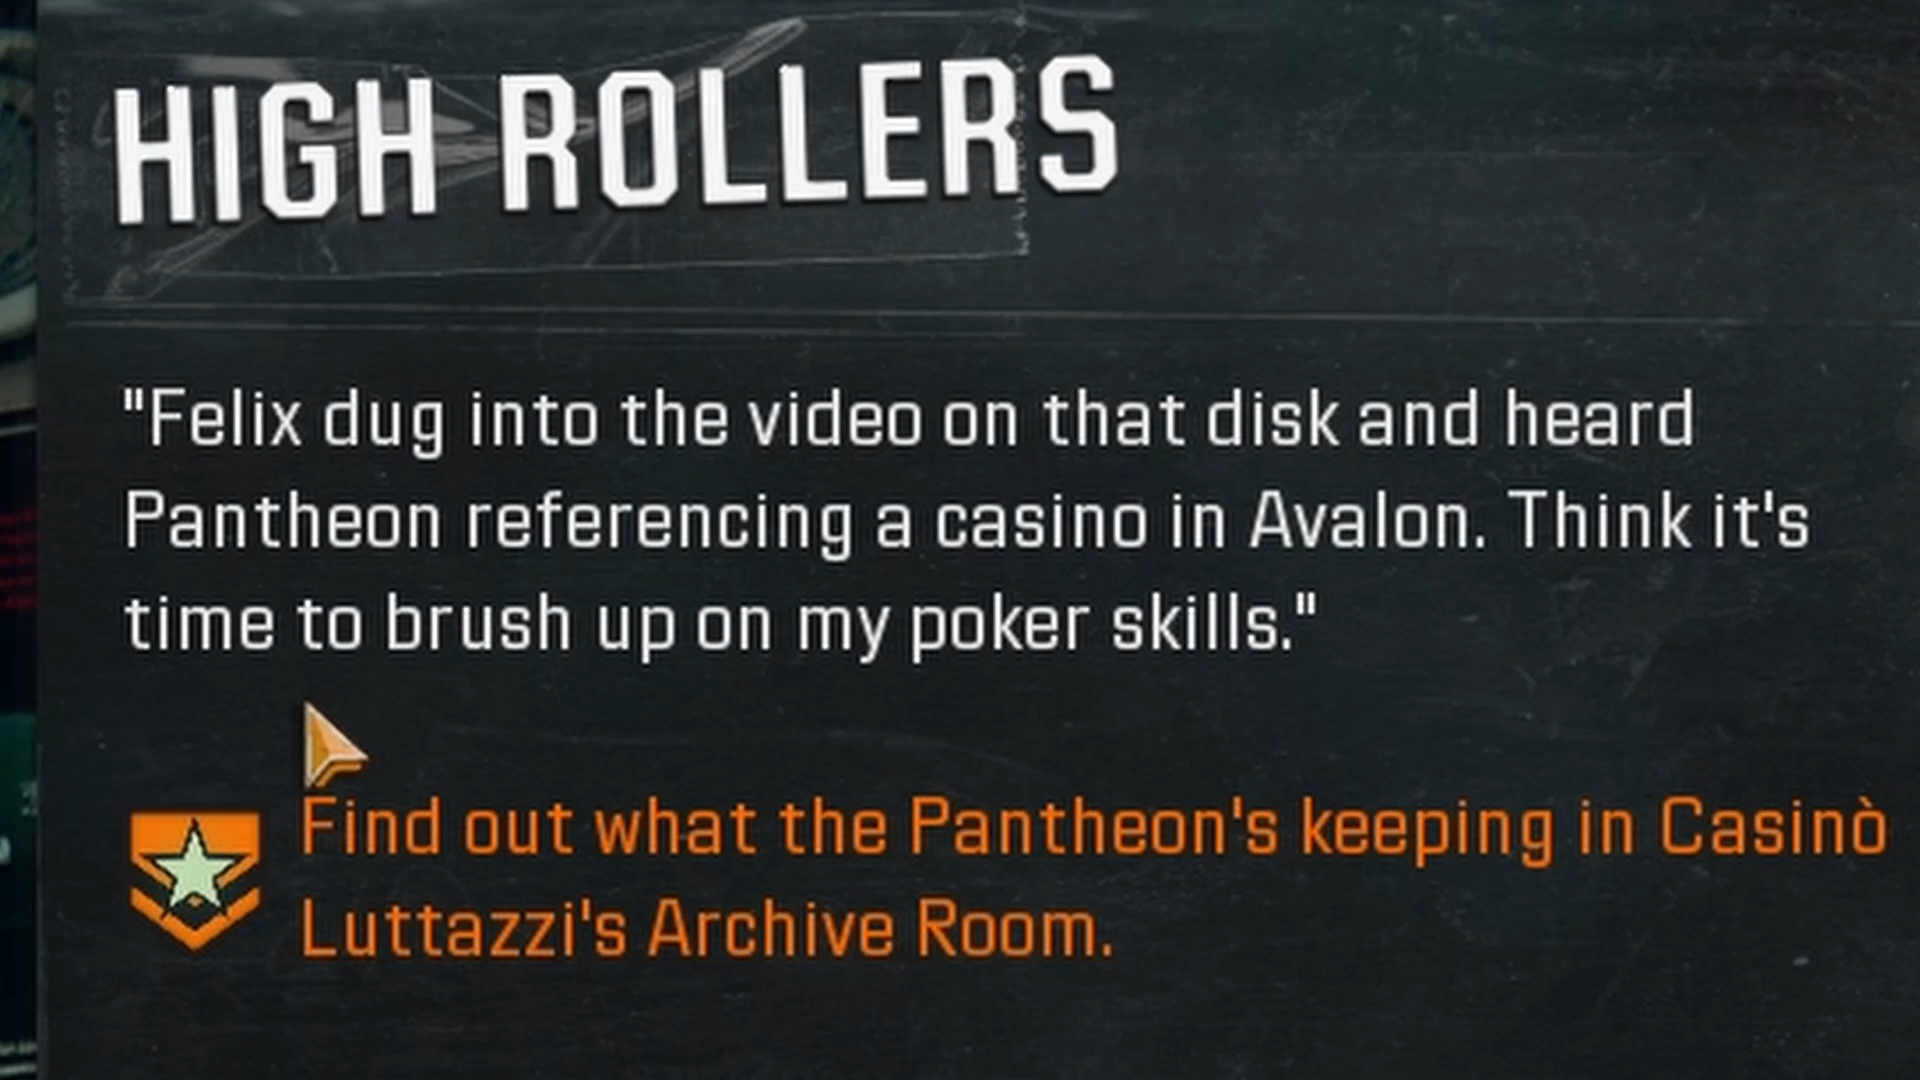 HIGH ROLLERS
"Felix dug into the video on that disk and heard
Pantheon referencing a casino in Avalon. Think it's
time to brush up on my poker skills."
Find out what the Pantheon's keeping in Casinò
Luttazzi's Archive Room.